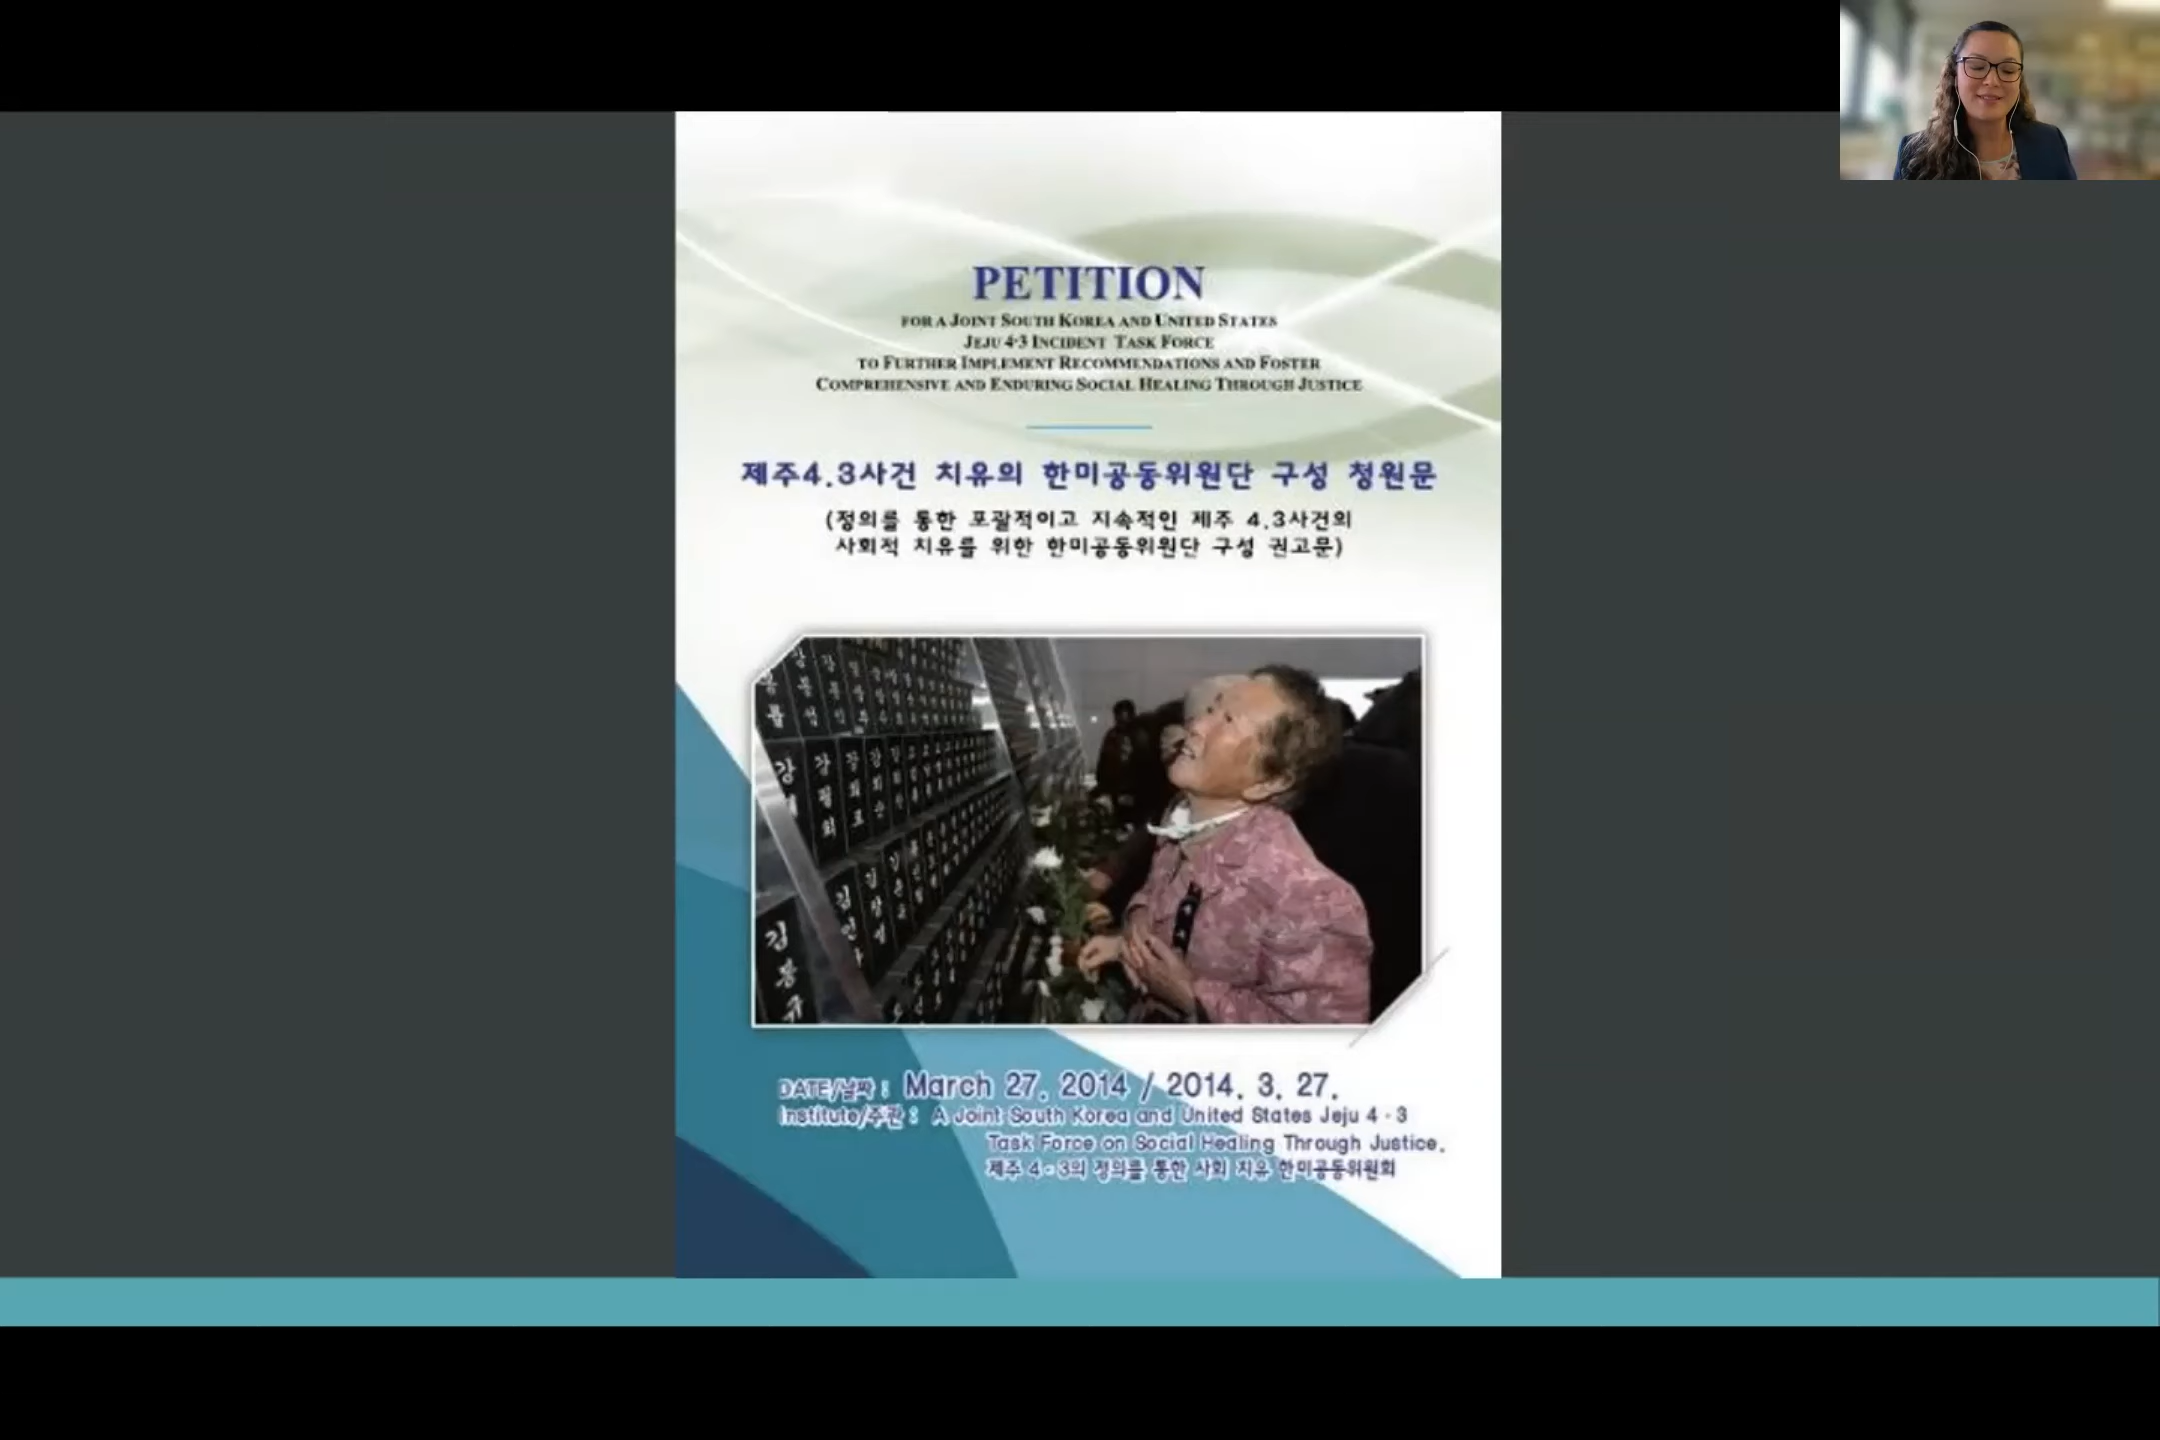 PETITION
FOR A JOINT SOUTH KOREA AND UNITED STATES
JEJU 4·3 INCIDENT TASK FORCE
TO FURTHER IMPLEMENT RECOMMENDATIONS AND FOSTER
COMPREHENSIVE AND ENDURING SOCIAL HEALING THROUGH JUSTICE
제주4.3사건 치유의 한미공동위원단 구성 청원문
(정의를 통한 포괄적이고 지속적인 제주 4.3사건의
사회적 치유를 위한 한미공동위원단 구성 권고문)
DATE/날짜 : March 27, 2014 / 2014. 3. 27.
Institute/주관 : A Joint South Korea and United States Jeju 4 - 3
Task Force on Social Healing Through Justice.
제주 4 - 3의 정의를 통한 사회 치유 한미공동위원회